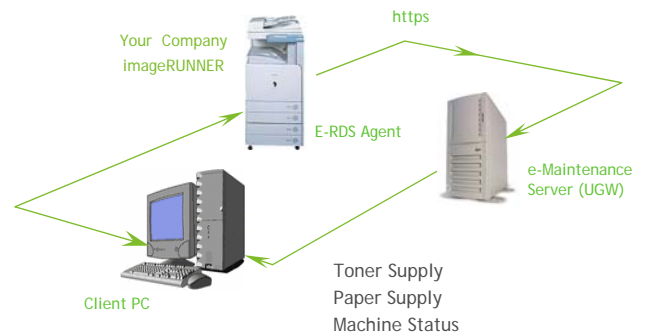 https
Your Company
imageRUNNER
E-RDS Agent
e-Maintenance
Server (UGW)
Client PC
Toner Supply
Paper Supply
Machine Status